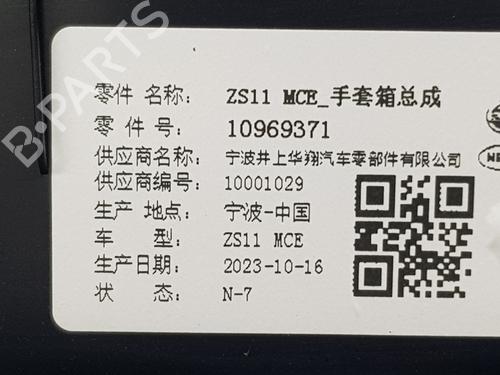 零件 名称: ZS11 MCE_手套箱总成
零 件 号: 10969371
供应商名称: 宁波井上华翔汽车零部件有限公司
供应商编号: 10001029
生产 地点: 宁波-中国
车 型: ZS11 MCE
生产日期: 2023-10-16
状 态: N-7
B-PARTS